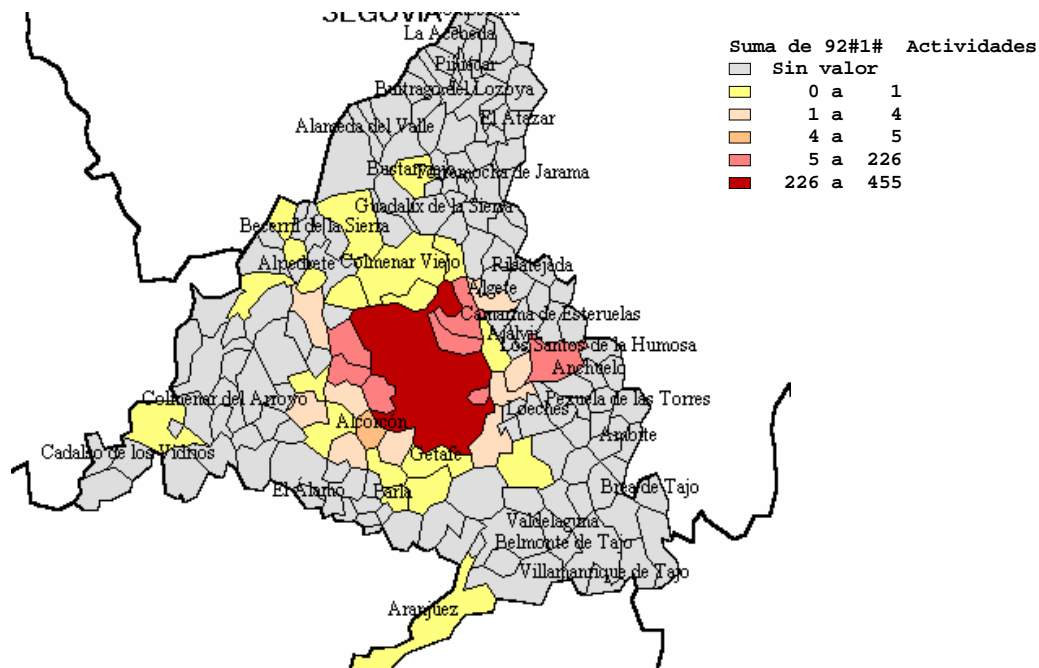 SEGOVIA
La Acebeda
Piñuécar
Buitrago del Lozoya
El Atazar
Alameda del Valle
Bustarviejo
Torremocha de Jarama
Guadalix de la Sierra
Becerril de la Sierra
Alpedrete
Colmenar Viejo
Ribatejada
Algete
Camarma de Esteruelas
Ajalvir
Los Santos de la Humosa
Anchuelo
Colmenar del Arroyo
Pezuela de las Torres
Loeches
Alcorcón
Ambite
Cadalso de los Vidrios
Getafe
El Álamo
Parla
Brea de Tajo
Valdelaguna
Belmonte de Tajo
Villamanrique de Tajo
Aranjuez
Suma de 92#1# Actividades
Sin valor
0 a 1
1 a 4
4 a 5
5 a 226
226 a 455